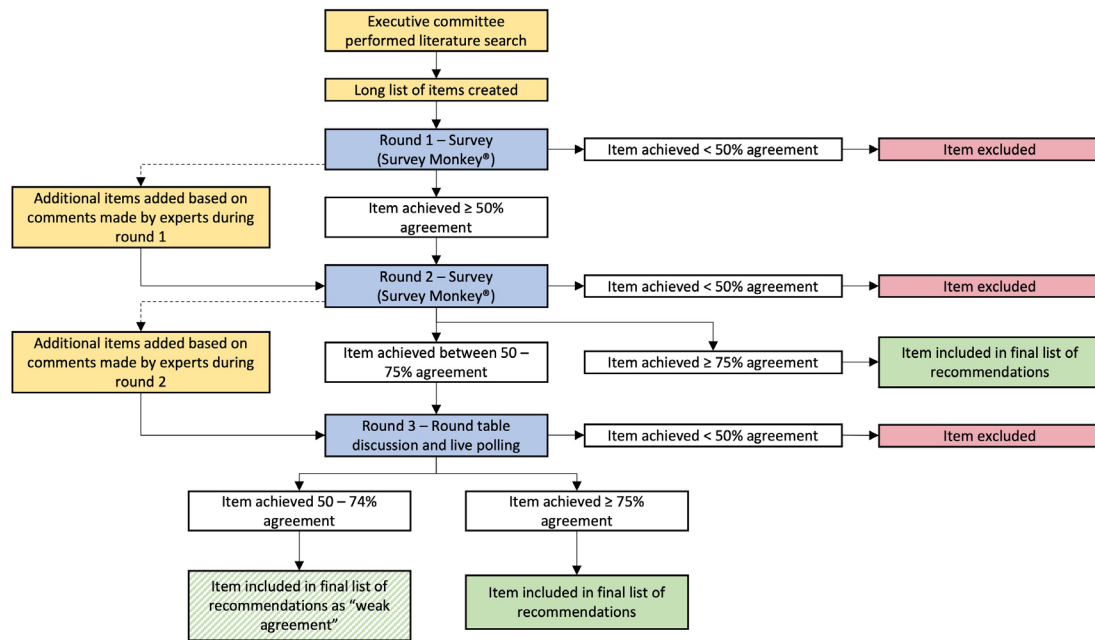 Executive committee
performed literature search
Long list of items created
Round 1 – Survey
(Survey Monkey®)
Item achieved < 50% agreement
Item excluded
Additional items added based on
comments made by experts during
round 1
Item achieved ≥ 50%
agreement
Round 2 – Survey
(Survey Monkey®)
Item achieved < 50% agreement
Item excluded
Additional items added based on
comments made by experts during
round 2
Item achieved between 50 –
75% agreement
Item achieved ≥ 75% agreement
Item included in final list of
recommendations
Round 3 – Round table
discussion and live polling
Item achieved < 50% agreement
Item excluded
Item achieved 50 – 74%
agreement
Item achieved ≥ 75%
agreement
Item included in final list of
recommendations as “weak
agreement”
Item included in final list of
recommendations